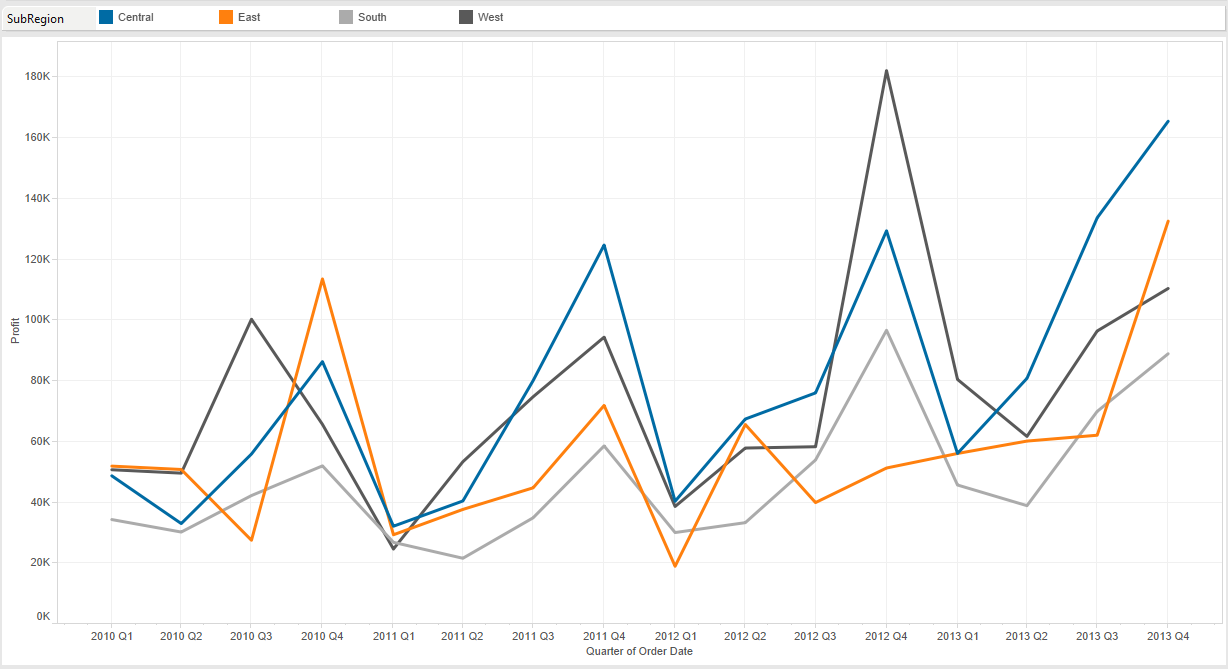 SubRegion Central East South West
180K
160K
140K
120K
100K
80K
60K
40K
20K
0K
Profit
2010 Q1 2010 Q2 2010 Q3 2010 Q4 2011 Q1 2011 Q2 2011 Q3 2011 Q4 2012 Q1 2012 Q2 2012 Q3 2012 Q4 2013 Q1 2013 Q2 2013 Q3 2013 Q4
Quarter of Order Date